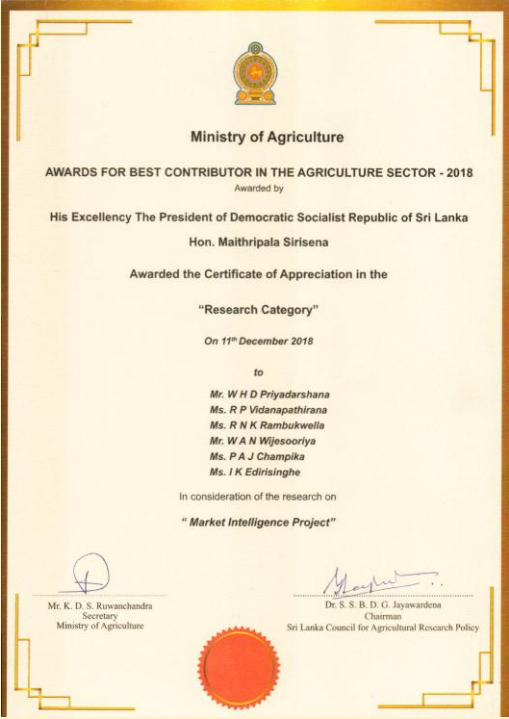 Ministry of Agriculture
AWARDS FOR BEST CONTRIBUTOR IN THE AGRICULTURE SECTOR - 2018
Awarded by
His Excellency The President of Democratic Socialist Republic of Sri Lanka
Hon. Maithripala Sirisena
Awarded the Certificate of Appreciation in the
“Research Category”
On 11th December 2018
to
Mr. W H D Priyadarshana
Ms. R P Vidanapathirana
Ms. R N K Rambukwella
Mr. W A N Wijesooriya
Ms. P A J Champika
Ms. I K Edirisinghe
In consideration of the research on
“ Market Intelligence Project”
Mr. K. D. S. Ruwanchandra
Secretary
Ministry of Agriculture
Dr. S. S. B. D. G. Jayawardena
Chairman
Sri Lanka Council for Agricultural Research Policy